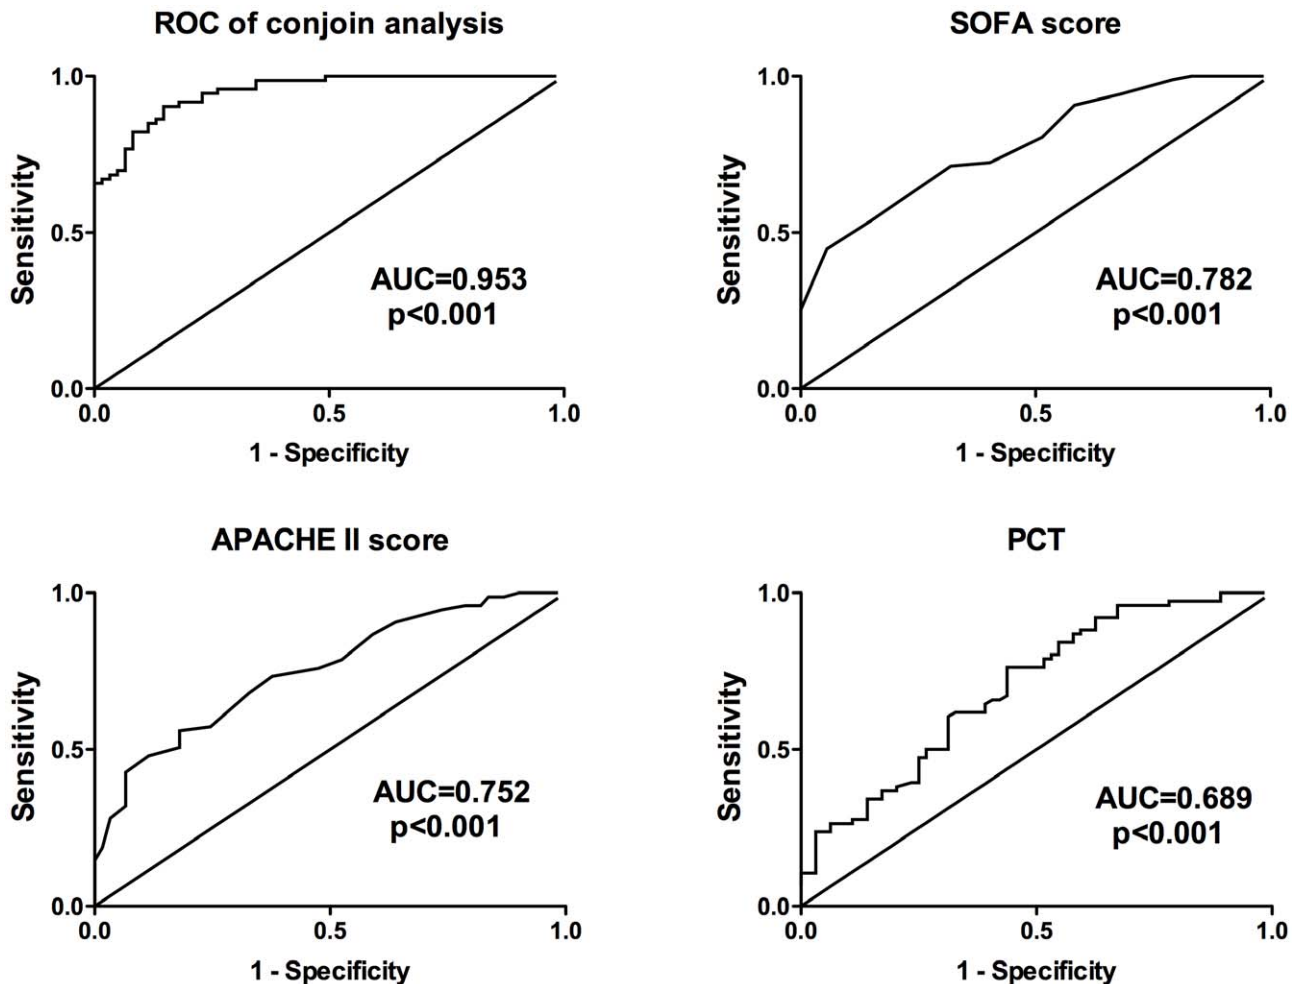 ROC of conjoin analysis
1.0
0.5
0.0
Sensitivity
AUC=0.953
p<0.001
0.0 0.5 1.0
1 - Specificity
SOFA score
1.0
0.5
0.0
Sensitivity
AUC=0.782
p<0.001
0.0 0.5 1.0
1 - Specificity
APACHE II score
1.0
0.5
0.0
Sensitivity
AUC=0.752
p<0.001
0.0 0.5 1.0
1 - Specificity
PCT
1.0
0.5
0.0
Sensitivity
AUC=0.689
p<0.001
0.0 0.5 1.0
1 - Specificity